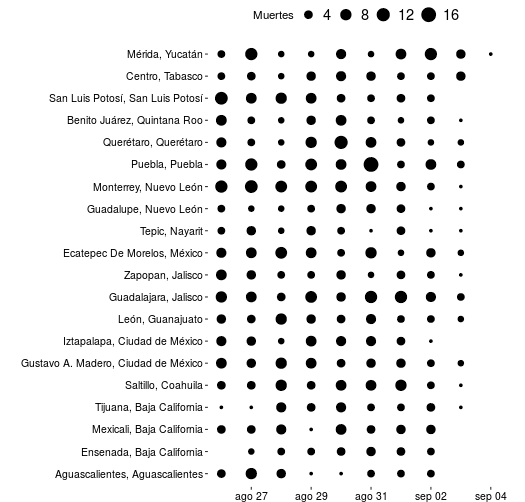 Muertes 4 8 12 16
Mérida, Yucatán
Centro, Tabasco
San Luis Potosí, San Luis Potosí
Benito Juárez, Quintana Roo
Querétaro, Querétaro
Puebla, Puebla
Monterrey, Nuevo León
Guadalupe, Nuevo León
Tepic, Nayarit
Ecatepec De Morelos, México
Zapopan, Jalisco
Guadalajara, Jalisco
León, Guanajuato
Iztapalapa, Ciudad de México
Gustavo A. Madero, Ciudad de México
Saltillo, Coahuila
Tijuana, Baja California
Mexicali, Baja California
Ensenada, Baja California
Aguascalientes, Aguascalientes
ago 27 ago 29 ago 31 sep 02 sep 04